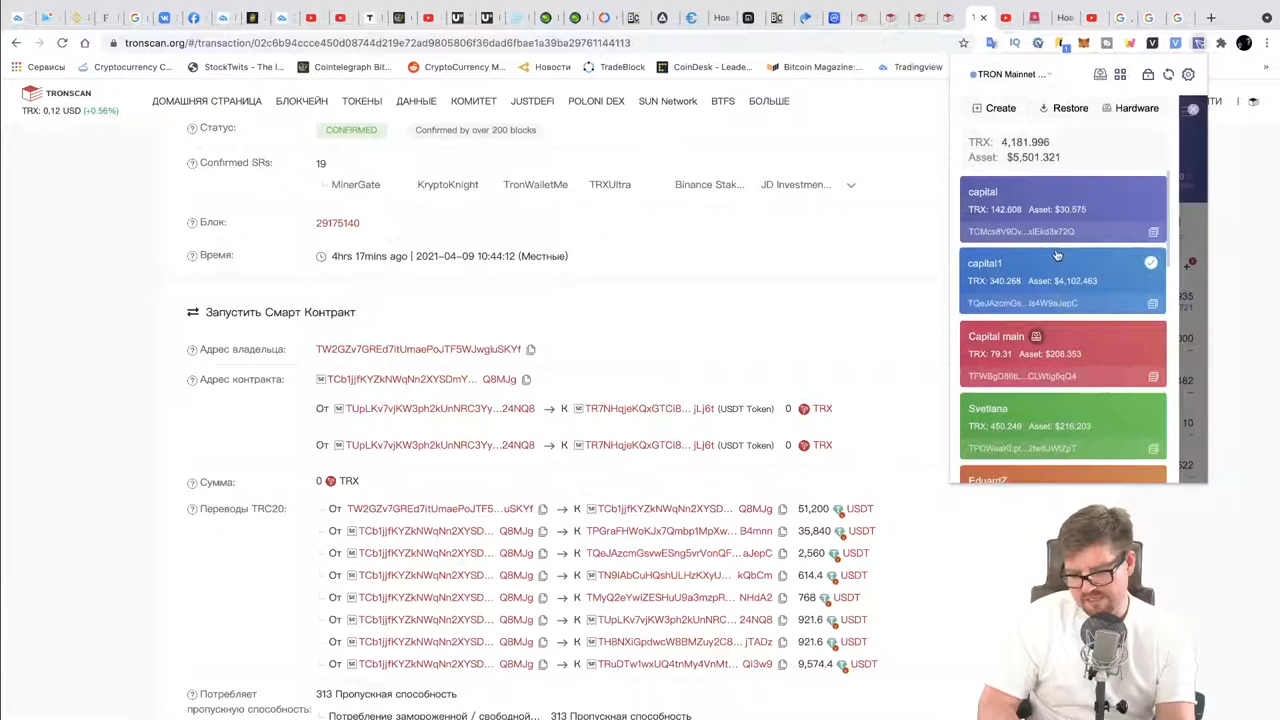 Нов
tronscan.org/#/transaction/02c6b94ccce450d09744d219e72ad9805806f36dad6fbae1a39ba29761144113
Сервисы
Cryptocurrency C...
StockTwits - The l...
Cointelegraph Bit...
CryptoCurrency M...
Новости
TradeBlock
CoinDesk - Leade...
Bitcoin Magazine:...
Tradingview
TRONSCAN
TRX: 0,12 USD (+0.56%)
ДОМАШНЯЯ СТРАНИЦА
БЛОКЧЕЙН
ТОКЕНЫ
ДАННЫЕ
КОМИТЕТ
JUSTDEFI
POLONI DEX
SUN Network
BTFS
БОЛЬШЕ
Статус:
CONFIRMED
Confirmed by over 200 blocks
Confirmed SRs:
19
MinerGate
KryptoKnight
TronWalletMe
TRXUltra
Binance Stak...
JD Investmen...
Блок:
29175140
Время:
4hrs 17mins ago | 2021-04-09 10:44:12 (Местные)
Запустить Смарт Контракт
Адрес владельца:
TW2GZv7GREd7itUmaePoJTF5WJwgiuSKYf
Адрес контракта:
TCb1jjfKYZkNWqNn2XYSDmY... Q8MJg
От TUpLKv7vjKW3ph2kUnNRC3Yy... 24NQ8 → К TR7NHqjeKQxGTCi8... jLj6t (USDT Token) 0 TRX
От TUpLKv7vjKW3ph2kUnNRC3Yy... 24NQ8 → К TR7NHqjeKQxGTCi8... jLj6t (USDT Token) 0 TRX
Сумма:
0 TRX
Переводы TRC20:
От TW2GZv7GREd7itUmaePoJTF5... uSKYf → К TCb1jjfKYZkNWqNn2XYSD... Q8MJg 51,200 USDT
От TCb1jjfKYZkNWqNn2XYSD... Q8MJg → К TPGraFHWoKJx7Qmbp1MpXw... B4mnn 35,840 USDT
От TCb1jjfKYZkNWqNn2XYSD... Q8MJg → К TQeJAzcmGsvwESng5vrVonQF... aJepC 2,560 USDT
От TCb1jjfKYZkNWqNn2XYSD... Q8MJg → К TN9iAbCuHQshULHzKXyU... kQbCm 614.4 USDT
От TCb1jjfKYZkNWqNn2XYSD... Q8MJg → К TMyQ2eYwiZESHuU9a3mzpR... NHdA2 768 USDT
От TCb1jjfKYZkNWqNn2XYSD... Q8MJg → К TUpLKv7vjKW3ph2kUnNRC... 24NQ8 921.6 USDT
От TCb1jjfKYZkNWqNn2XYSD... Q8MJg → К TH8NXiGpdwcW8BMZuy2C8... jTADz 921.6 USDT
От TCb1jjfKYZkNWqNn2XYSD... Q8MJg → К TRuDTw1wxUQ4tnMy4VnMt... Qi3w9 9,574.4 USDT
Потребляет
пропускную способность:
313 Пропускная способность
Потребление замороженной / свободной...
313 Пропускная способность
TRON Mainnet ...
Create
Restore
Hardware
TRX: 4,181.996
Asset: $5,501.321
capital
TRX: 142.608 Asset: $30.575
TCMcs8V9Dv...xiEkd3x72Q
capital1
TRX: 340.268 Asset: $4,102.463
TQeJAzcmGs...Is4W9aJepC
Capital main
TRX: 79.31 Asset: $208.353
TFWBgD86tL...CLWtig6qQ4
Svetlana
TRX: 450.249 Asset: $216.203
EduardZ